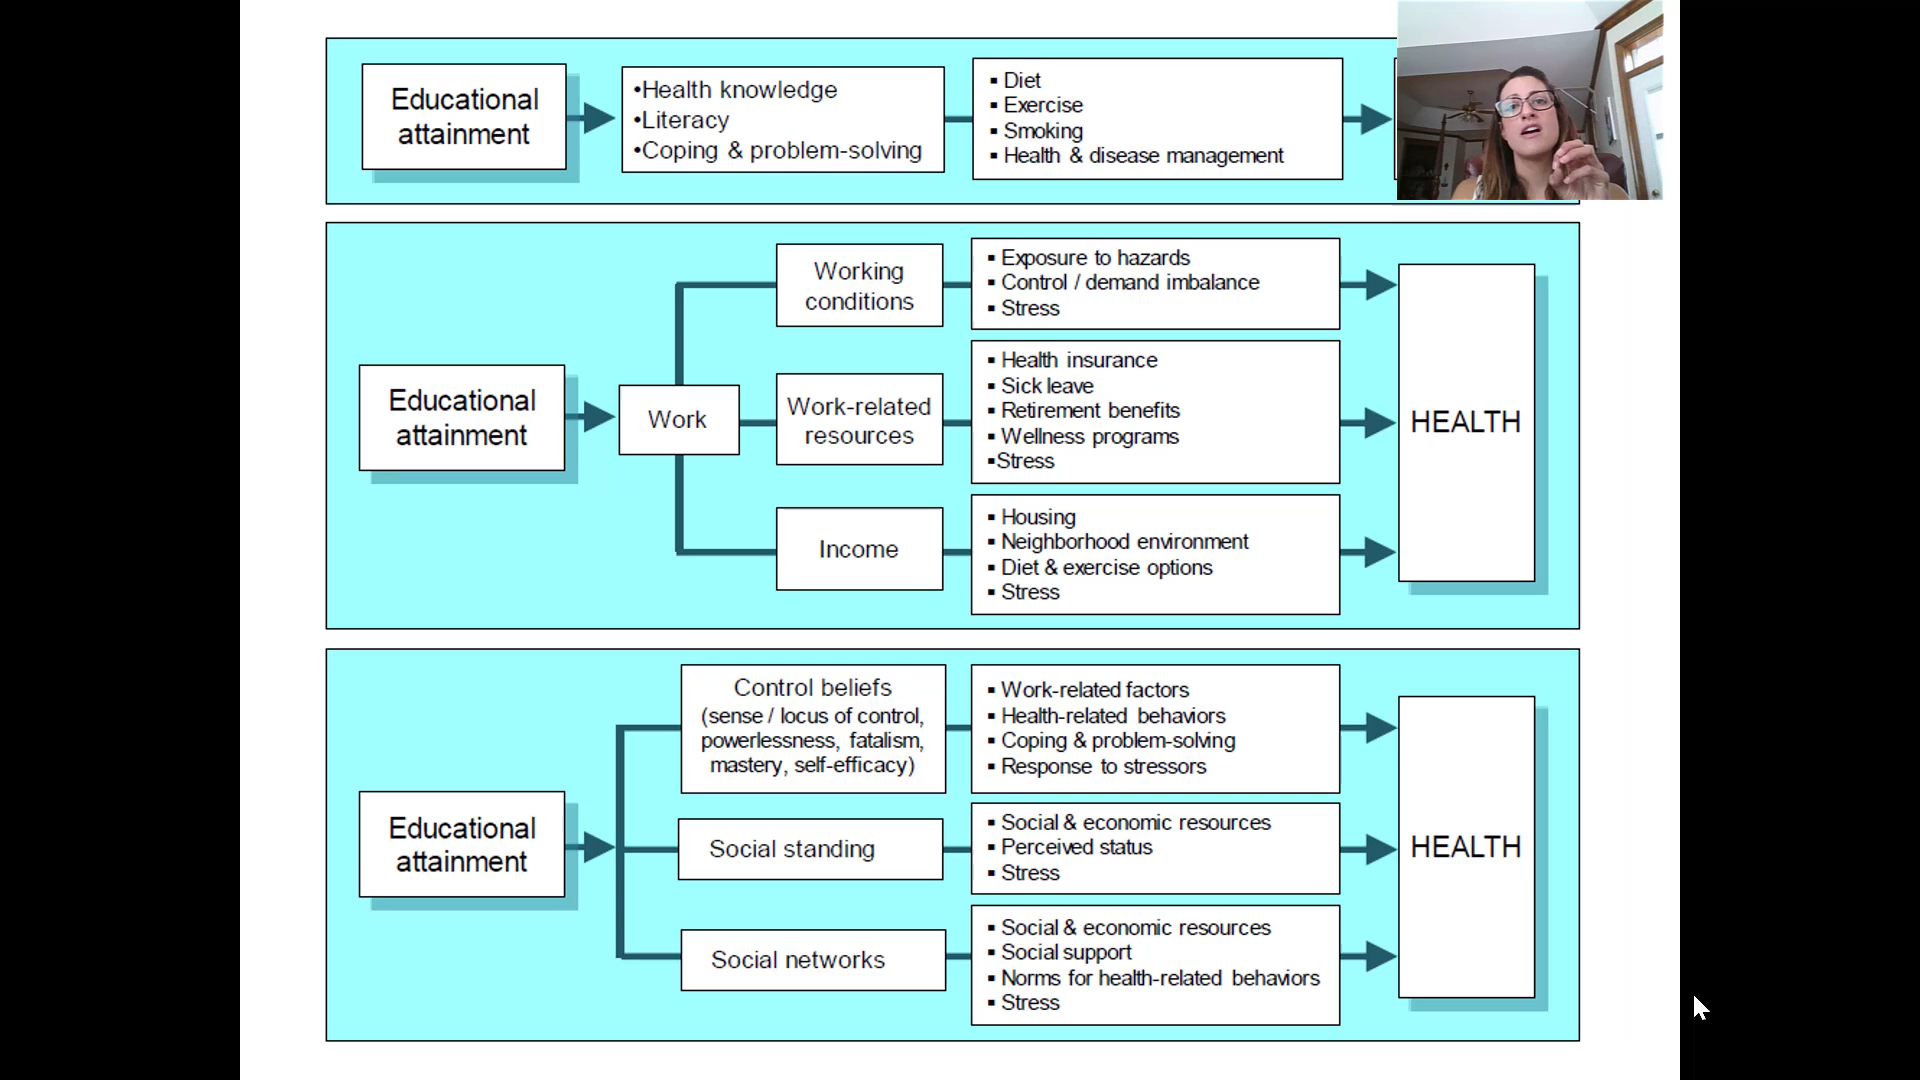 Educational
attainment
•Health knowledge
•Literacy
•Coping & problem-solving
▪ Diet
▪ Exercise
▪ Smoking
▪ Health & disease management
Educational
attainment
Work
Working
conditions
▪ Exposure to hazards
▪ Control / demand imbalance
▪ Stress
Work-related
resources
▪ Health insurance
▪ Sick leave
▪ Retirement benefits
▪ Wellness programs
▪Stress
Income
▪ Housing
▪ Neighborhood environment
▪ Diet & exercise options
▪ Stress
HEALTH
Educational
attainment
Control beliefs
(sense / locus of control,
powerlessness, fatalism,
mastery, self-efficacy)
▪ Work-related factors
▪ Health-related behaviors
▪ Coping & problem-solving
▪ Response to stressors
Social standing
▪ Social & economic resources
▪ Perceived status
▪ Stress
Social networks
▪ Social & economic resources
▪ Social support
▪ Norms for health-related behaviors
▪ Stress
HEALTH